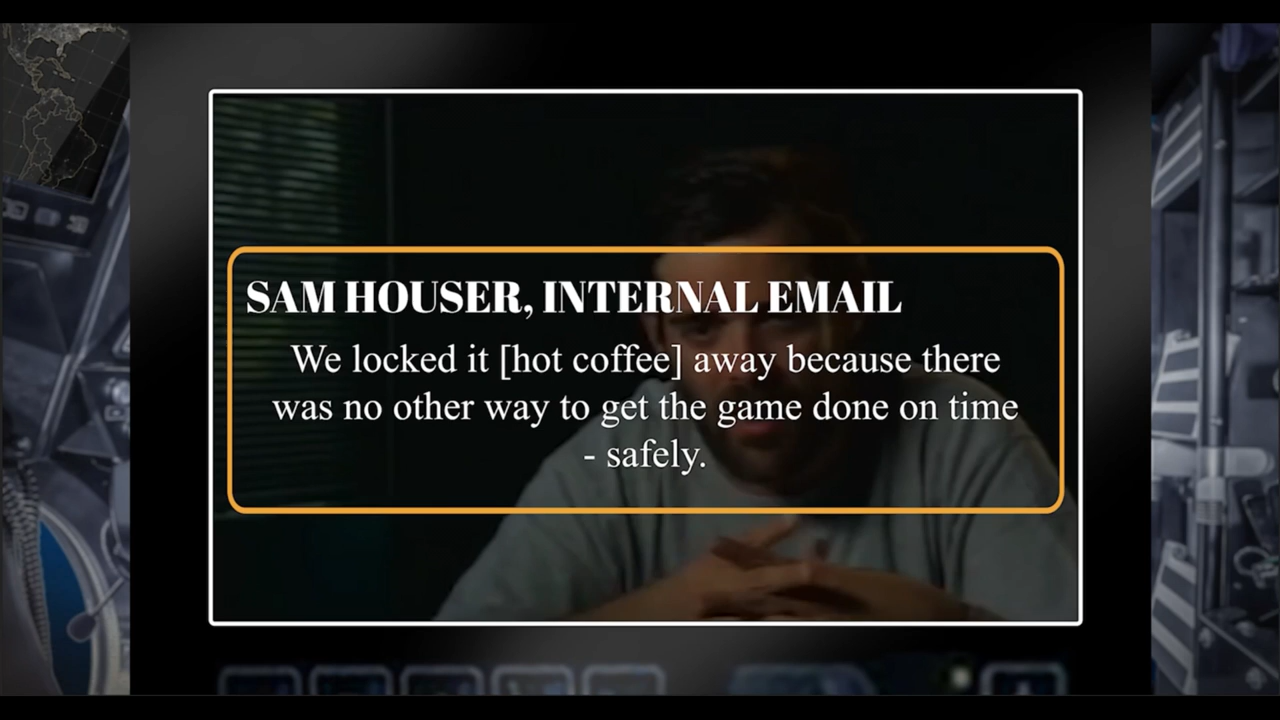 SAM HOUSER, INTERNAL EMAIL
We locked it [hot coffee] away because there
was no other way to get the game done on time
- safely.